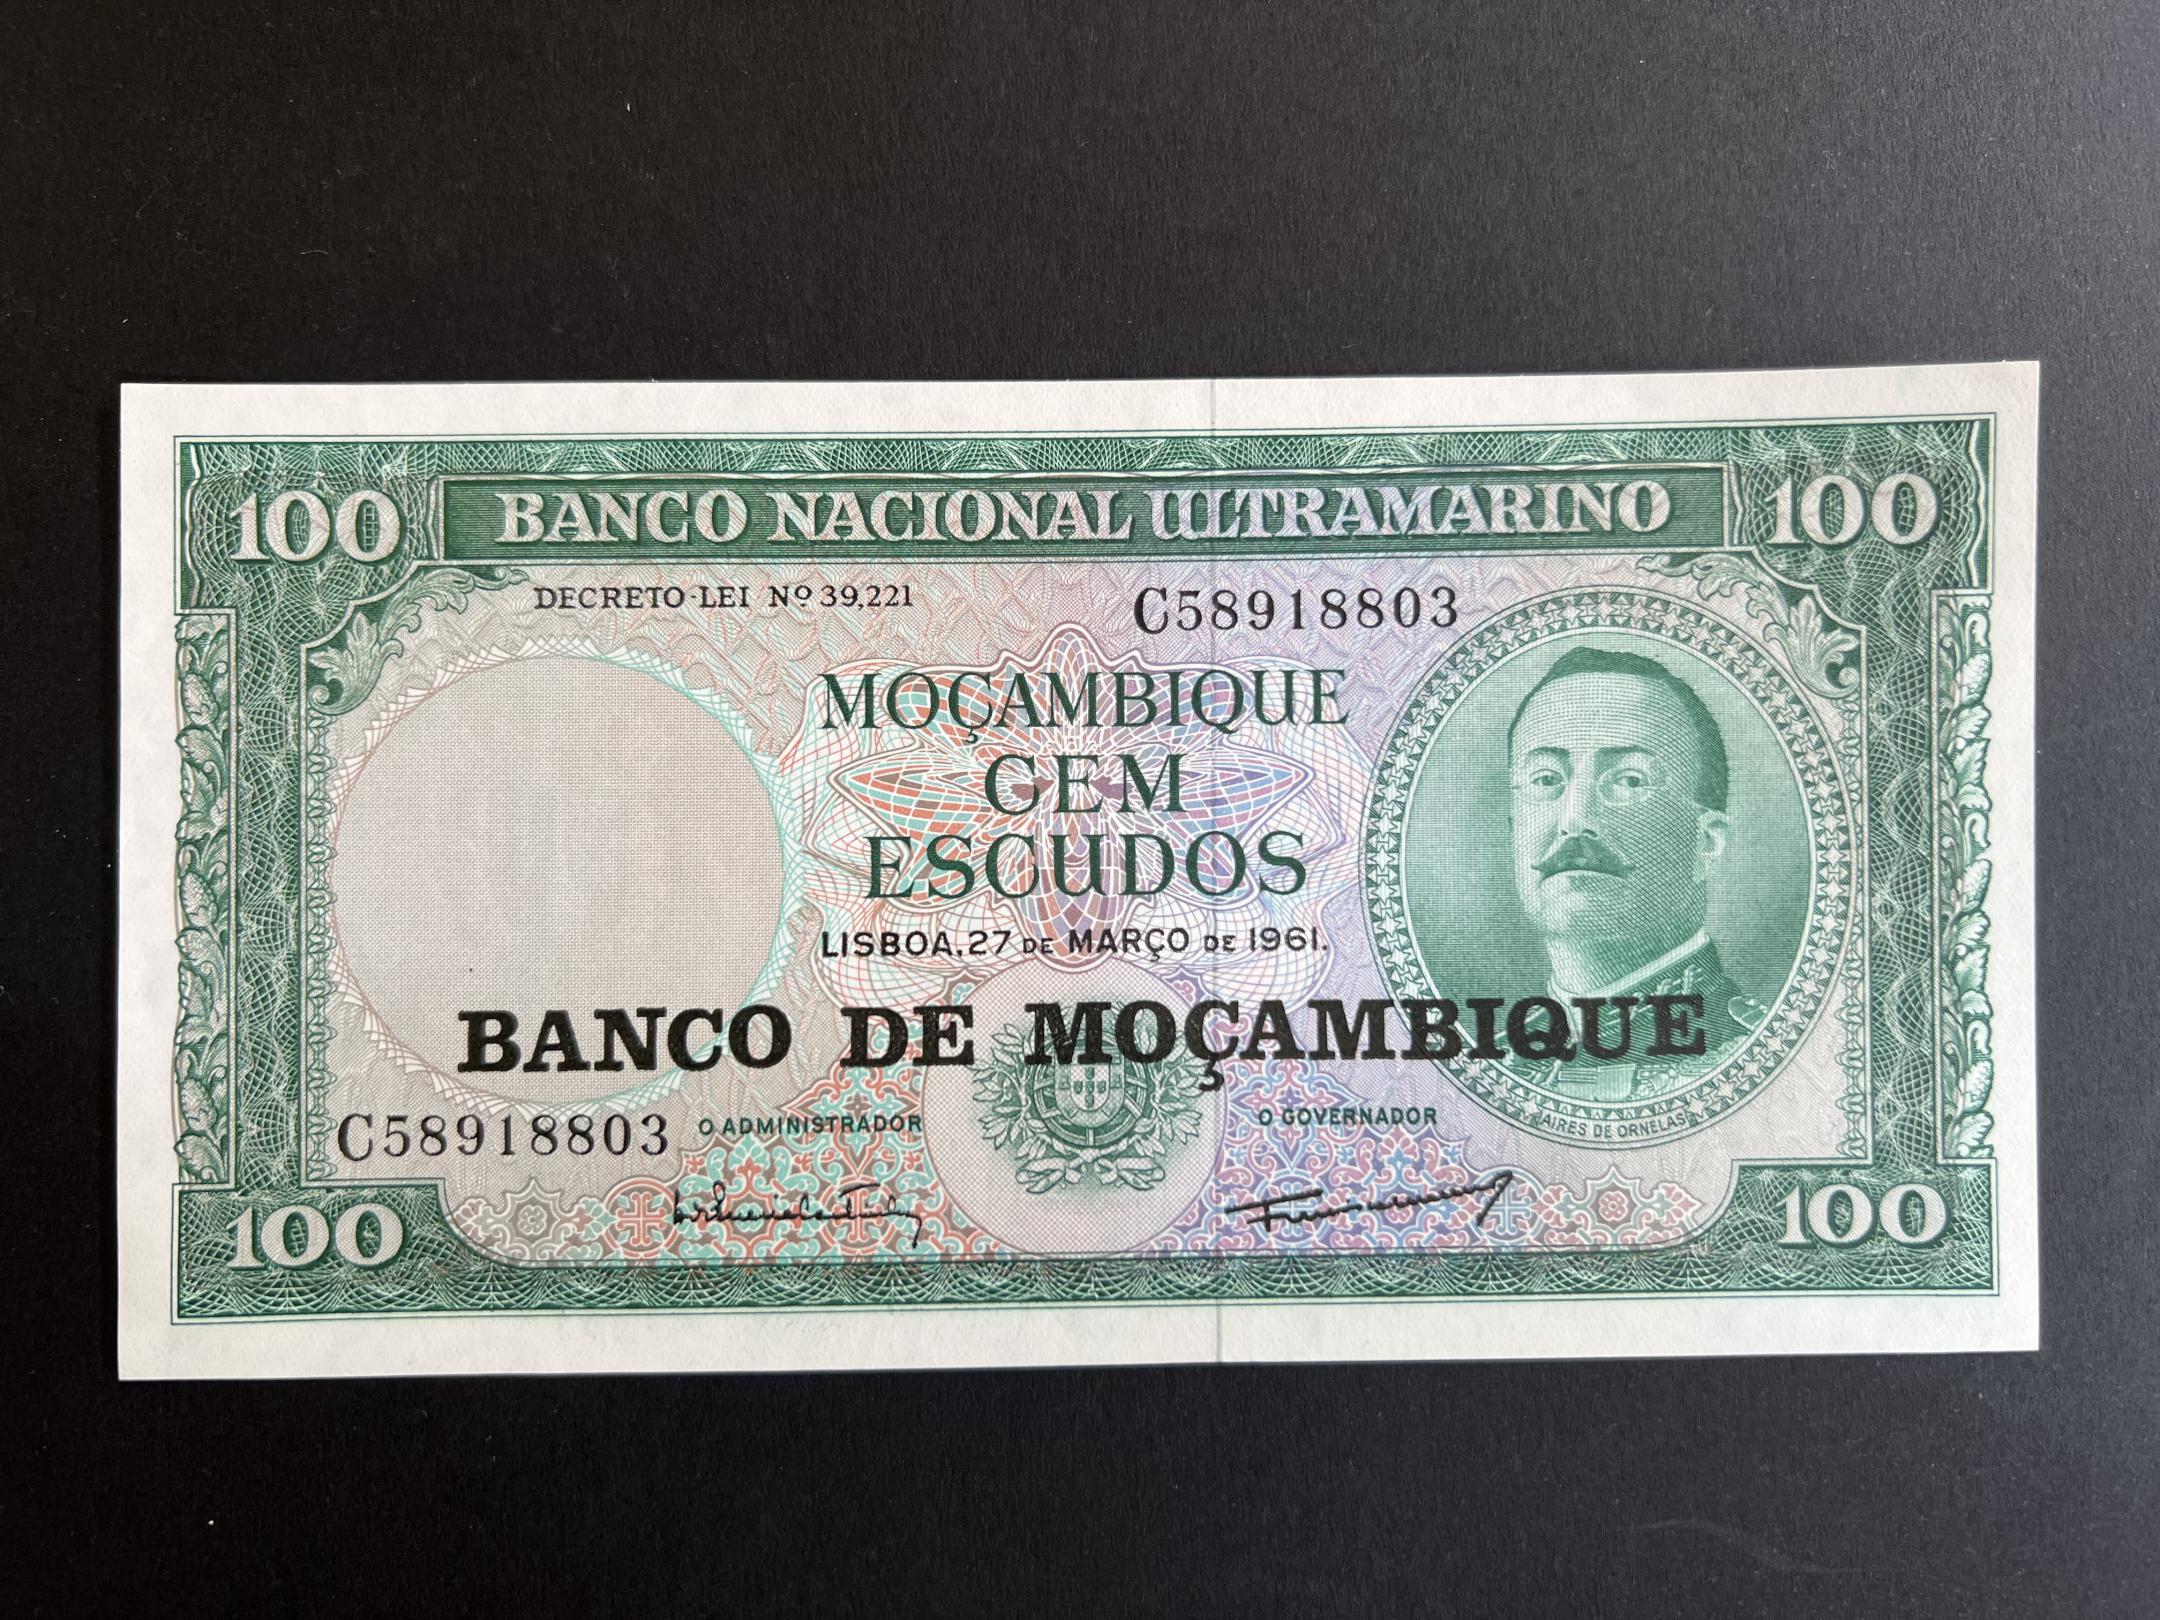 100 BANCO NACIONAL ULTRAMARINO 100
DECRETO-LEI Nº 39,221
C58918803
MOÇAMBIQUE
CEM
ESCUDOS
LISBOA, 27 DE MARÇO DE 1961.
BANCO DE MOÇAMBIQUE
C58918803
O ADMINISTRADOR
O GOVERNADOR
AIRES DE ORNELAS
100
100